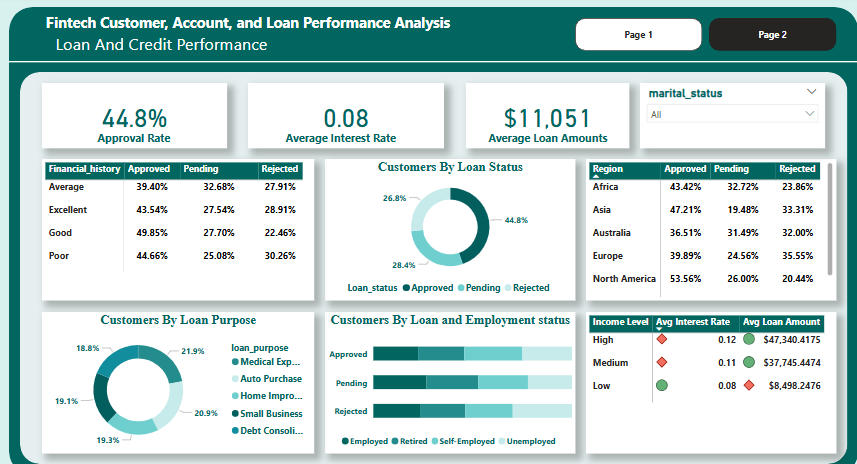 Fintech Customer, Account, and Loan Performance Analysis
Loan And Credit Performance
Page 1
Page 2
44.8%
Approval Rate
0.08
Average Interest Rate
$11,051
Average Loan Amounts
marital_status
All
Financial_history Approved Pending Rejected
Average 39.40% 32.68% 27.91%
Excellent 43.54% 27.54% 28.91%
Good 49.85% 27.70% 22.46%
Poor 44.66% 25.08% 30.26%
Customers By Loan Status
26.8%
44.8%
28.4%
Loan_status Approved Pending Rejected
Region Approved Pending Rejected
Africa 43.42% 32.72% 23.86%
Asia 47.21% 19.48% 33.31%
Australia 36.51% 31.49% 32.00%
Europe 39.89% 24.56% 35.55%
North America 53.56% 26.00% 20.44%
Customers By Loan Purpose
18.8%
21.9%
19.1%
20.9%
19.3%
loan_purpose
Medical Exp...
Auto Purchase
Home Impro...
Small Business
Debt Consoli...
Customers By Loan and Employment status
Approved
Pending
Rejected
Employed Retired Self-Employed Unemployed
Income Level Avg Interest Rate Avg Loan Amount
High 0.12 $47,340.4175
Medium 0.11 $37,745.4474
Low 0.08 $8,498.2476